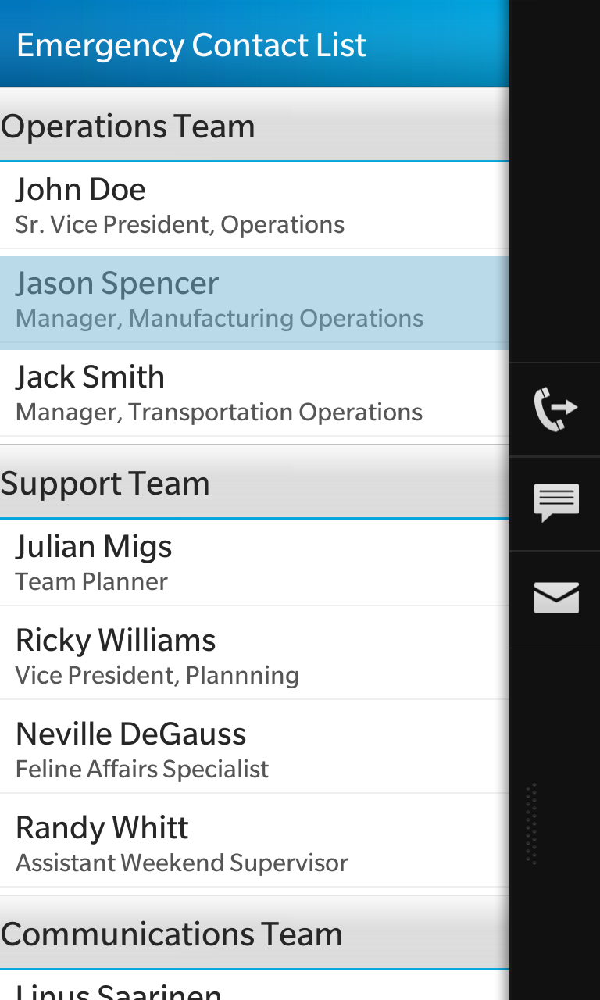 Emergency Contact List
Operations Team
John Doe
Sr. Vice President, Operations
Jason Spencer
Manager, Manufacturing Operations
Jack Smith
Manager, Transportation Operations
Support Team
Julian Migs
Team Planner
Ricky Williams
Vice President, Plannning
Neville DeGauss
Feline Affairs Specialist
Randy Whitt
Assistant Weekend Supervisor
Communications Team
Linus Saarinen